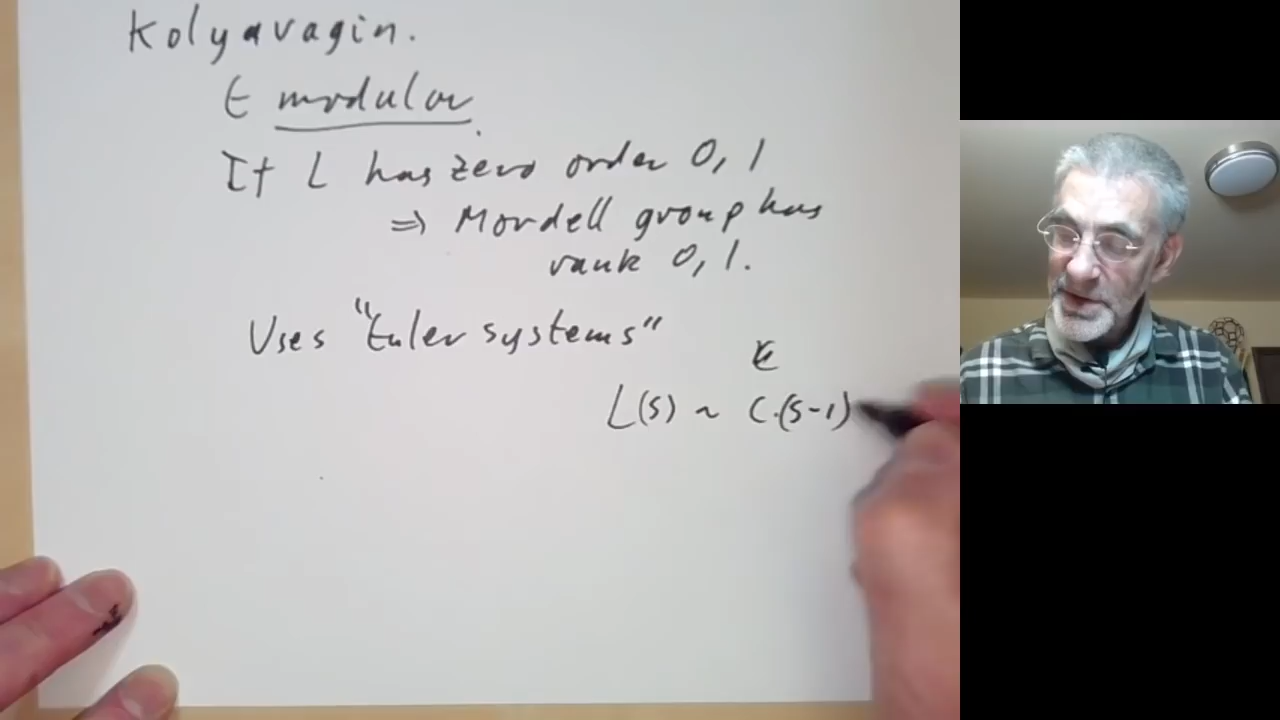 Kolyavagin.
E modular.
If L has zero order 0, 1
⇒ Mordell group has
rank 0, 1.
Uses "Euler systems"
L(s) ~ C.(s-1)